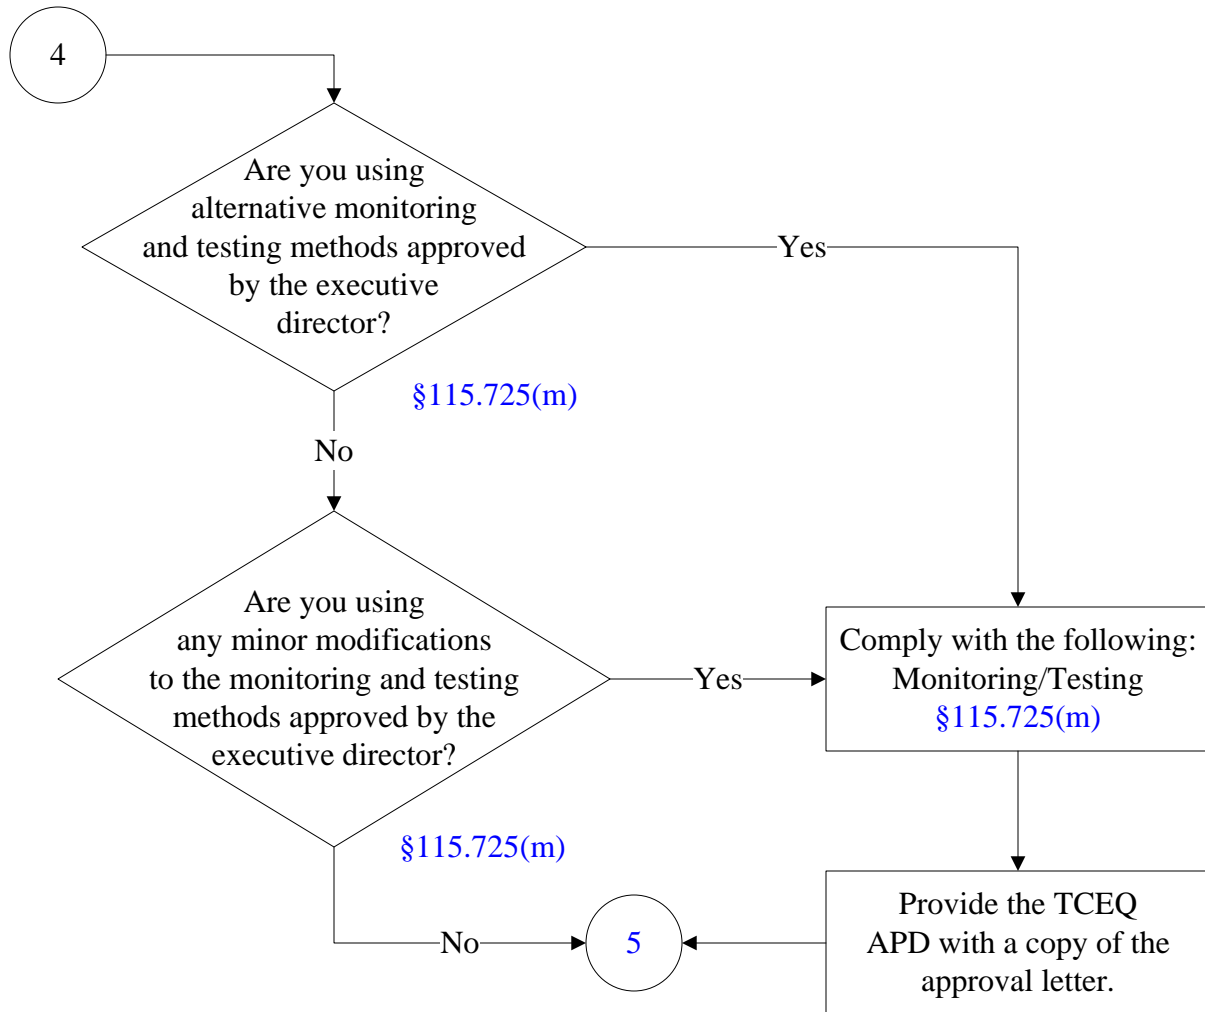 4
Are you using
alternative monitoring
and testing methods approved
by the executive
director?
Yes
§115.725(m)
No
Are you using
any minor modifications
to the monitoring and testing
methods approved by the
executive director?
Yes
Comply with the following:
Monitoring/Testing
§115.725(m)
§115.725(m)
No
5
Provide the TCEQ
APD with a copy of the
approval letter.